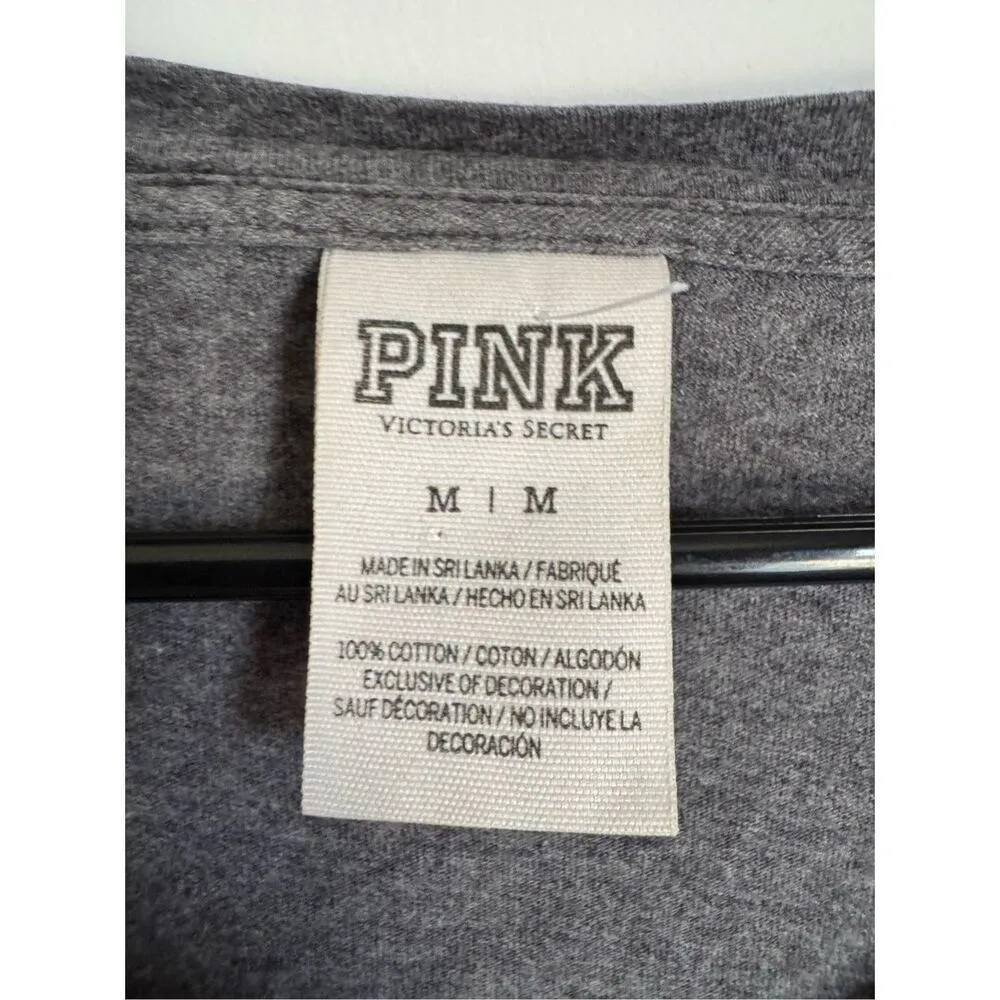 PINK
VICTORIA'S SECRET
M | M
MADE IN SRI LANKA / FABRIQUÉ
AU SRI LANKA / HECHO EN SRI LANKA
100% COTTON / COTON / ALGODÓN
EXCLUSIVE OF DECORATION /
SAUF DÉCORATION / NO INCLUYE LA
DECORACIÓN